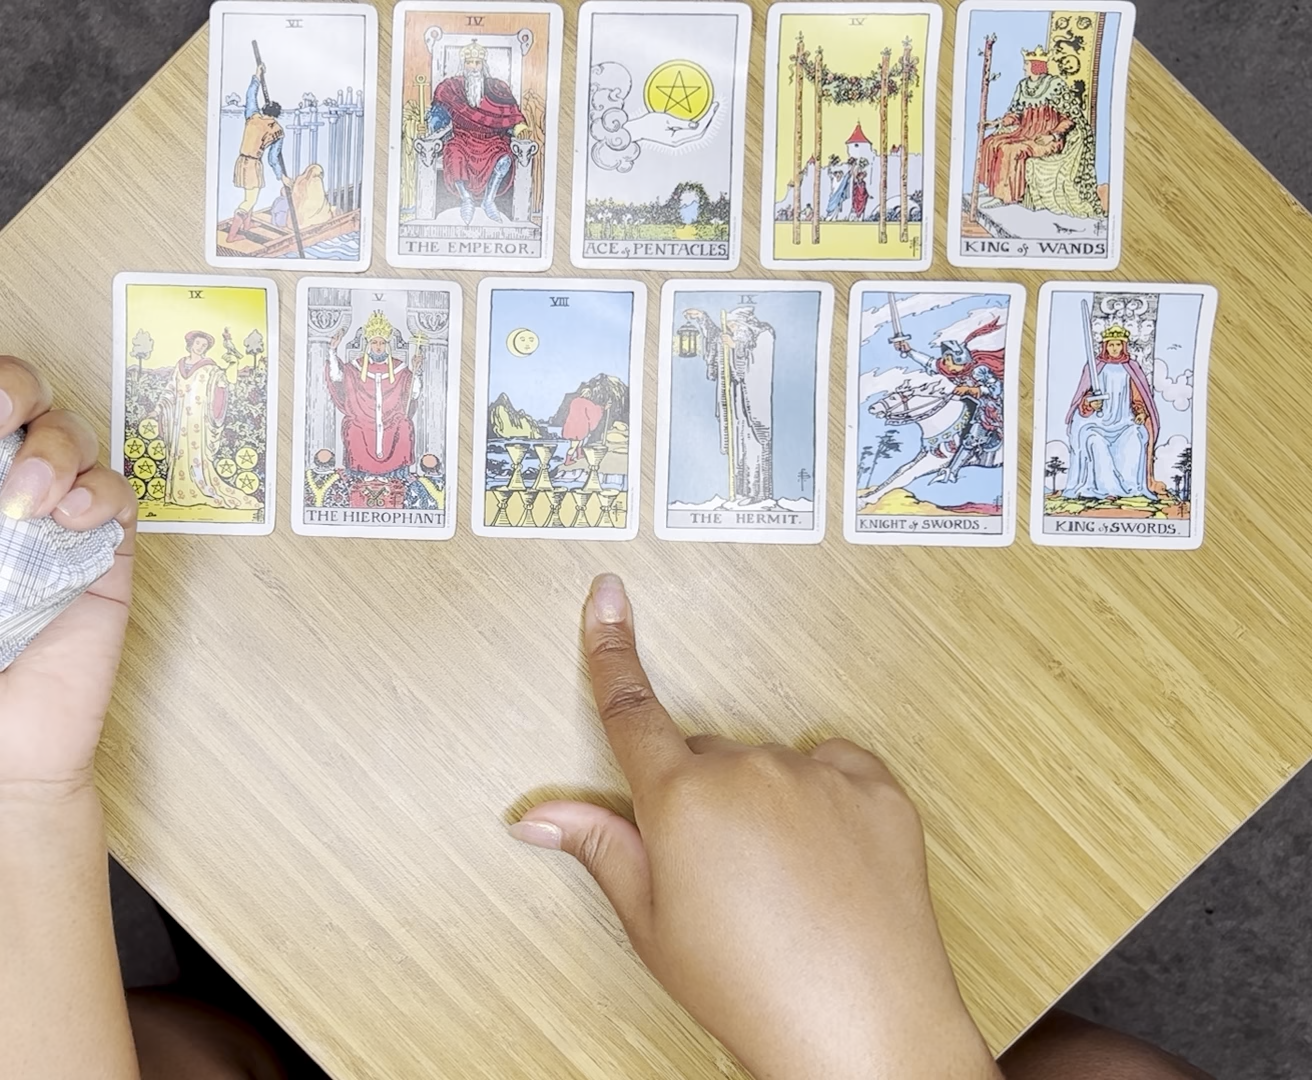 VI
IV
THE EMPEROR.
ACE of PENTACLES.
IV
KING of WANDS
IX
V
THE HIEROPHANT
VIII
IX
THE HERMIT.
KNIGHT of SWORDS.
KING of SWORDS.